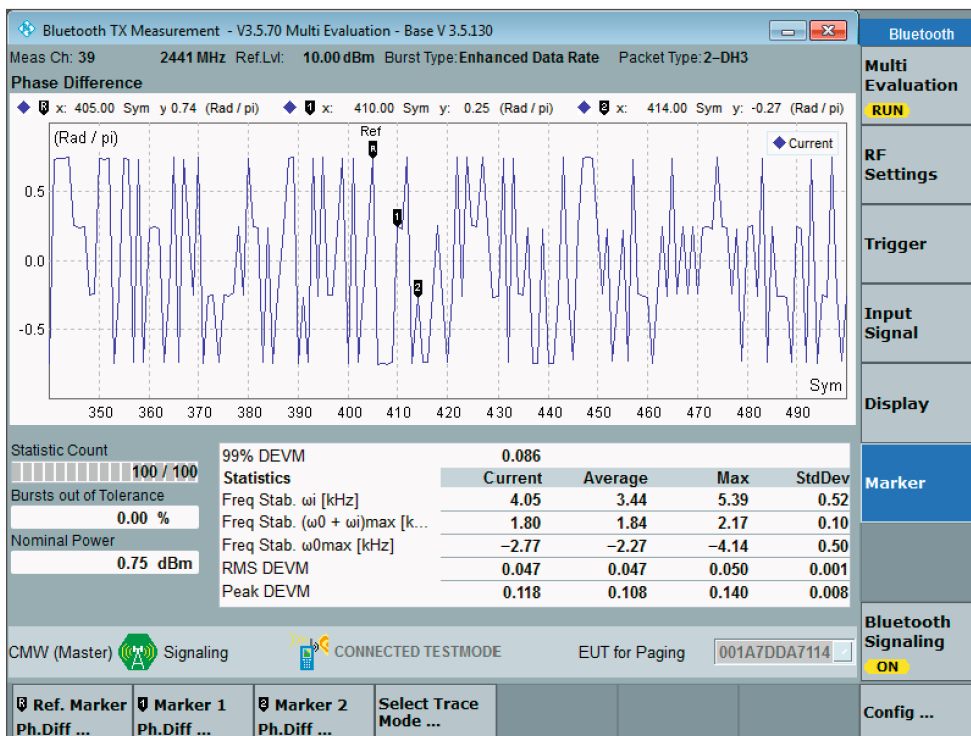 Bluetooth TX Measurement - V3.5.70 Multi Evaluation - Base V 3.5.130
Bluetooth
Meas Ch: 39 2441 MHz Ref.Lvl: 10.00 dBm Burst Type: Enhanced Data Rate Packet Type: 2-DH3
Phase Difference
R x: 405.00 Sym y 0.74 (Rad / pi) 1 x: 410.00 Sym y: 0.25 (Rad / pi) 2 x: 414.00 Sym y: -0.27 (Rad / pi)
(Rad / pi)
Ref
R
Current
0.5
1
0.0
2
-0.5
Sym
350 360 370 380 390 400 410 420 430 440 450 460 470 480 490
Statistic Count
100 / 100
Bursts out of Tolerance
0.00 %
Nominal Power
0.75 dBm
99% DEVM 0.086
Statistics Current Average Max StdDev
Freq Stab. ωi [kHz] 4.05 3.44 5.39 0.52
Freq Stab. (ω0 + ωi)max [k... 1.80 1.84 2.17 0.10
Freq Stab. ω0max [kHz] −2.77 −2.27 −4.14 0.50
RMS DEVM 0.047 0.047 0.050 0.001
Peak DEVM 0.118 0.108 0.140 0.008
CMW (Master) Signaling CONNECTED TESTMODE EUT for Paging 001A7DDA7114
R Ref. Marker
Ph.Diff ...
1 Marker 1
Ph.Diff ...
2 Marker 2
Ph.Diff ...
Select Trace
Mode ...
Multi
Evaluation
RUN
RF
Settings
Trigger
Input
Signal
Display
Marker
Bluetooth
Signaling
ON
Config ...